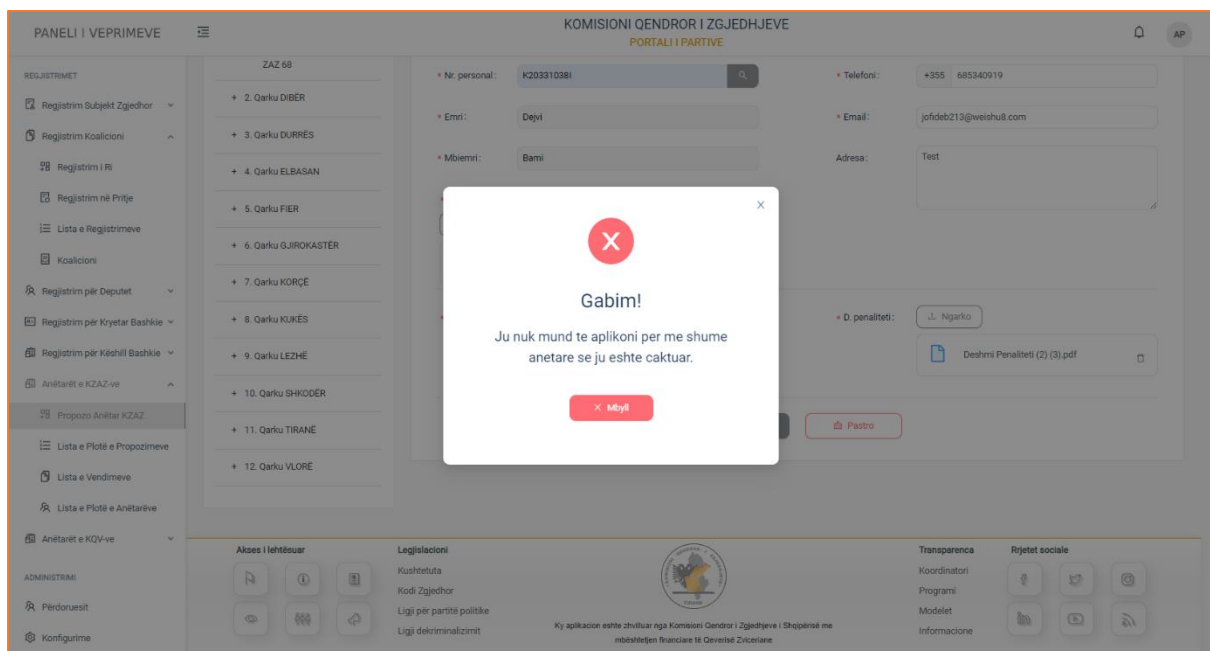 PANELI I VEPRIMEVE
KOMISIONI QENDROR I ZGJEDHJEVE
PORTALI I PARTIVE
AP
REGJISTRIMET
Regjistrim Subjekt Zgjedhor
Regjistrim Koalicioni
Regjistrim i Ri
Regjistrim në Pritje
Lista e Regjistrimeve
Koalicioni
Regjistrim për Deputet
Regjistrim për Kryetar Bashkie
Regjistrim për Këshill Bashkie
Anëtarët e KZAZ-ve
Propozo Anëtar KZAZ
Lista e Plotë e Propozimeve
Lista e Vendimeve
Lista e Plotë e Anëtarëve
Anëtarët e KQV-ve
ADMINISTRIMI
Përdoruesit
Konfigurime
ZAZ 68
+ 2. Qarku DIBËR
+ 3. Qarku DURRËS
+ 4. Qarku ELBASAN
+ 5. Qarku FIER
+ 6. Qarku GJIROKASTËR
+ 7. Qarku KORÇË
+ 8. Qarku KUKËS
+ 9. Qarku LEZHË
+ 10. Qarku SHKODËR
+ 11. Qarku TIRANË
+ 12. Qarku VLORË
* Nr. personal: K20331038I
* Telefoni: +355 685340919
* Emri: Dejvi
* Email: jofideb213@weishu8.com
* Mbiemri: Bami
Adresa: Test
Gabim!
Ju nuk mund te aplikoni per me shume
anetare se ju eshte caktuar.
× Mbyll
* D. penaliteti: Ngarko
Deshmi Penaliteti (2) (3).pdf
Pastro
Akses i lehtësuar
Legjislacioni
Kushtetuta
Kodi Zgjedhor
Ligji për partitë politike
Ligji dekriminalizimit
Ky aplikacion eshte zhvilluar nga Komisioni Qendror i Zgjedhjeve i Shqipërisë me
mbështetjen financiare të Qeverisë Zviceriane
Transparenca
Koordinatori
Programi
Modelet
Informacione
Rrjetet sociale